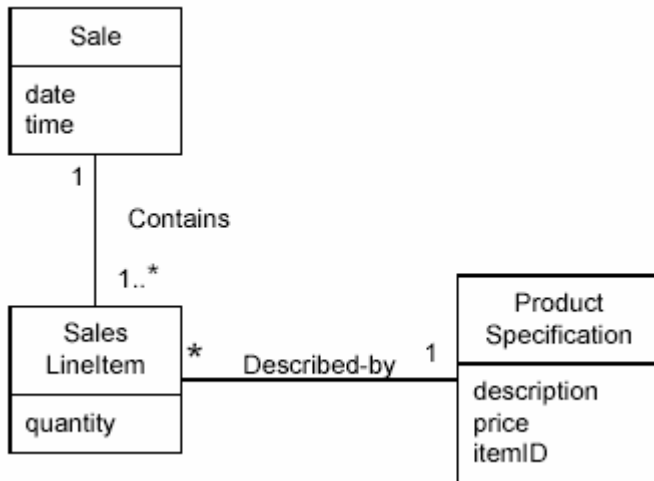 Sale
date
time
1
Contains
1..*
Sales
LineItem
quantity
*
Described-by
1
Product
Specification
description
price
itemID